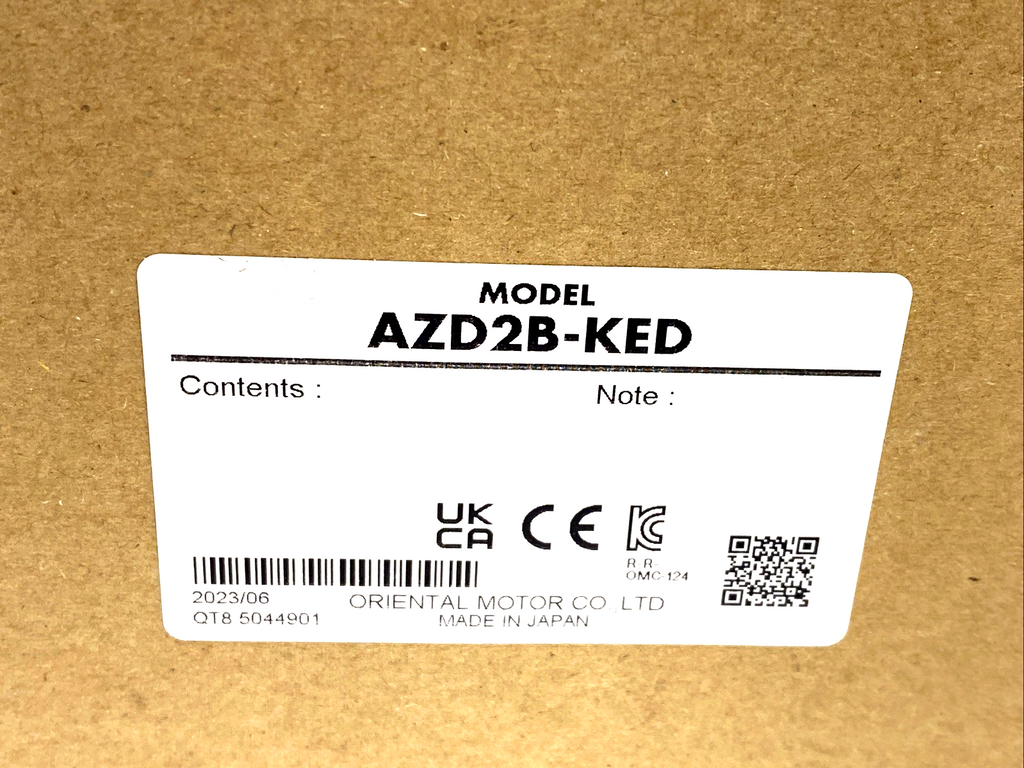 MODEL
AZD2B-KED
Contents :
Note :
UK
CA
CE
R-R-
OMC-124
2023/06
ORIENTAL MOTOR CO.,LTD
QT8 5044901
MADE IN JAPAN